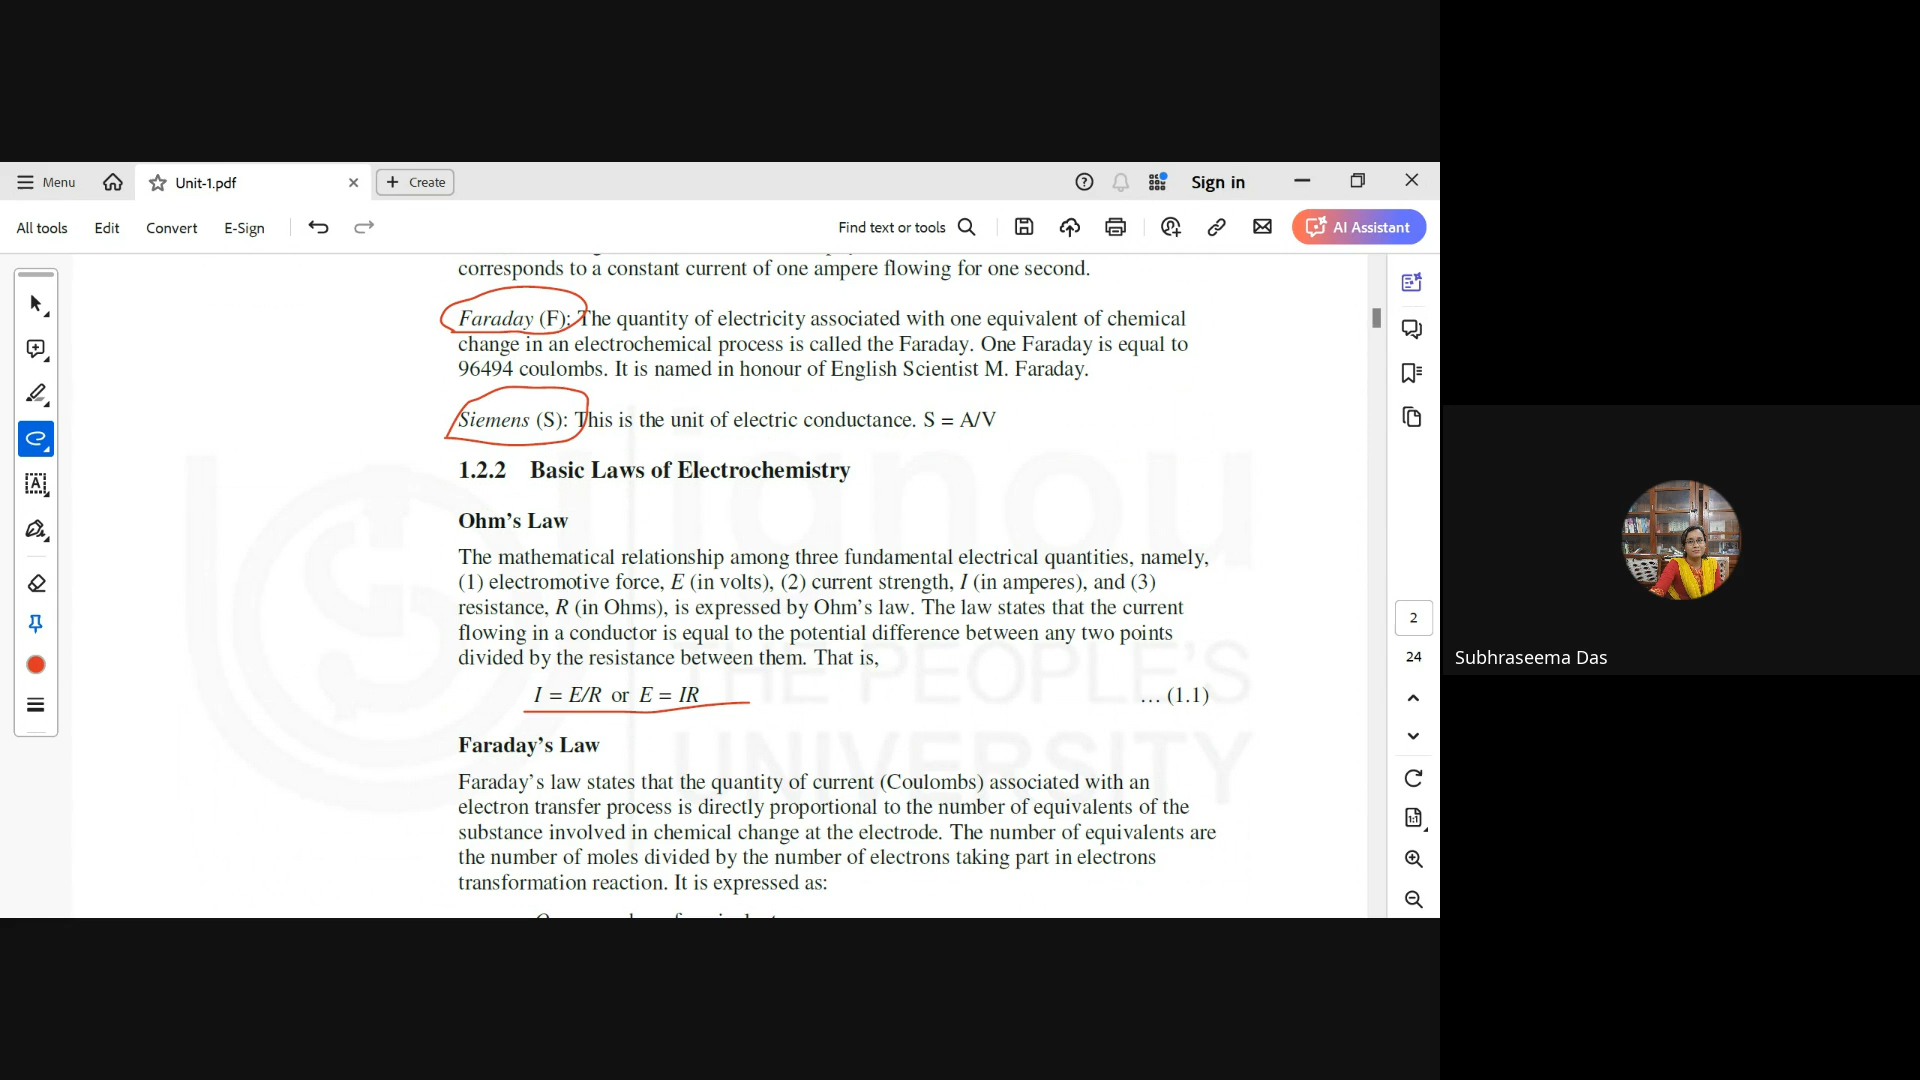 Menu
Unit-1.pdf
Create
Sign in
All tools
Edit
Convert
E-Sign
Find text or tools
AI Assistant
corresponds to a constant current of one ampere flowing for one second.
Faraday (F): The quantity of electricity associated with one equivalent of chemical
change in an electrochemical process is called the Faraday. One Faraday is equal to
96494 coulombs. It is named in honour of English Scientist M. Faraday.
Siemens (S): This is the unit of electric conductance. S = A/V
1.2.2 Basic Laws of Electrochemistry
Ohm's Law
The mathematical relationship among three fundamental electrical quantities, namely,
(1) electromotive force, E (in volts), (2) current strength, I (in amperes), and (3)
resistance, R (in Ohms), is expressed by Ohm's law. The law states that the current
flowing in a conductor is equal to the potential difference between any two points
divided by the resistance between them. That is,
I = E/R or E = IR … (1.1)
Faraday's Law
Faraday's law states that the quantity of current (Coulombs) associated with an
electron transfer process is directly proportional to the number of equivalents of the
substance involved in chemical change at the electrode. The number of equivalents are
the number of moles divided by the number of electrons taking part in electrons
transformation reaction. It is expressed as:
ignou
THE PEOPLE'S
UNIVERSITY
2
24
Subhraseema Das